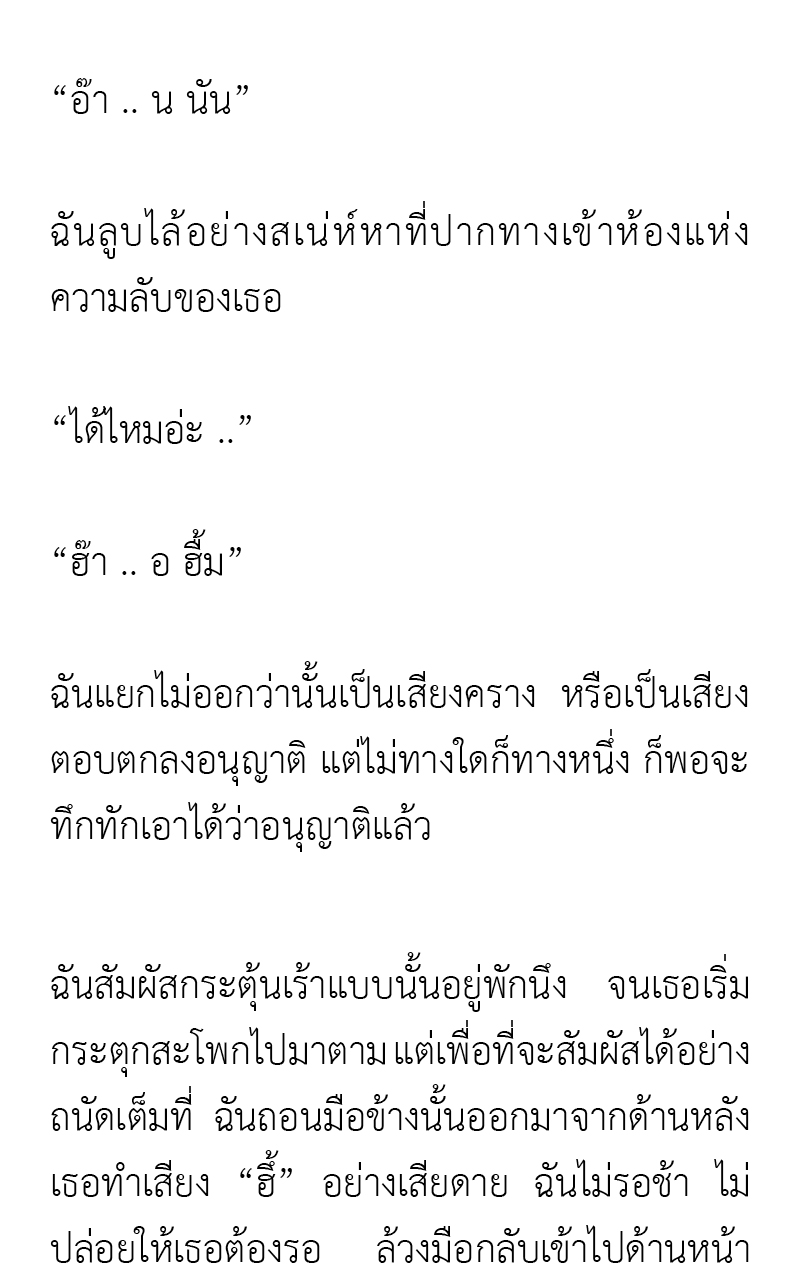 “อ๊า .. น นัน”
ฉันลูบไล้อย่างสเน่ห์หาที่ปากทางเข้าห้องแห่ง
ความลับของเธอ
“ได้ไหมอ่ะ ..”
“ฮ๊า .. อ ฮื้ม”
ฉันแยกไม่ออกว่านั้นเป็นเสียงคราง หรือเป็นเสียง
ตอบตกลงอนุญาติ แต่ไม่ทางใดก็ทางหนึ่ง ก็พอจะ
ทึกทักเอาได้ว่าอนุญาติแล้ว
ฉันสัมผัสกระตุ้นเร้าแบบนั้นอยู่พักนึง จนเธอเริ่ม
กระตุกสะโพกไปมาตาม แต่เพื่อที่จะสัมผัสได้อย่าง
ถนัดเต็มที่ ฉันถอนมือข้างนั้นออกมาจากด้านหลัง
เธอทำเสียง “ฮึ้” อย่างเสียดาย ฉันไม่รอช้า ไม่
ปล่อยให้เธอต้องรอ ล้วงมือกลับเข้าไปด้านหน้า